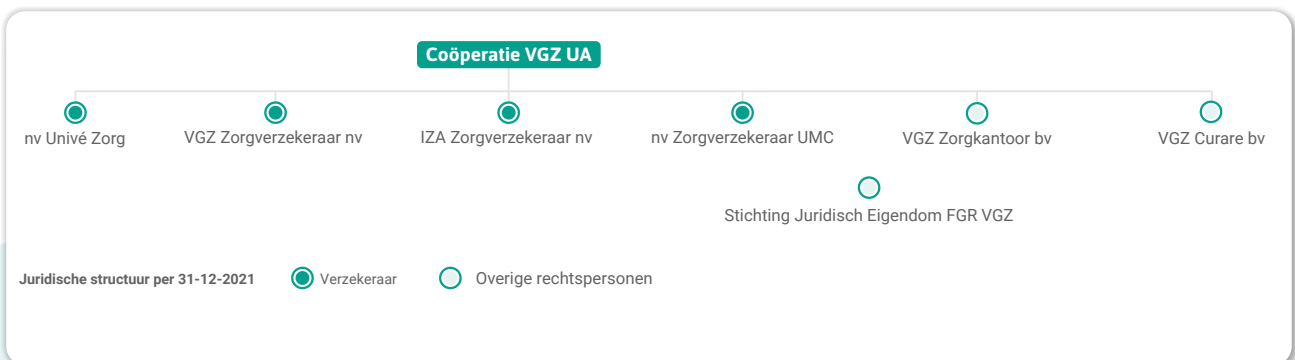 Coöperatie VGZ UA
nv Univé Zorg
VGZ Zorgverzekeraar nv
IZA Zorgverzekeraar nv
nv Zorgverzekeraar UMC
VGZ Zorgkantoor bv
VGZ Curare bv
Stichting Juridisch Eigendom FGR VGZ
Juridische structuur per 31-12-2021
Verzekeraar
Overige rechtspersonen